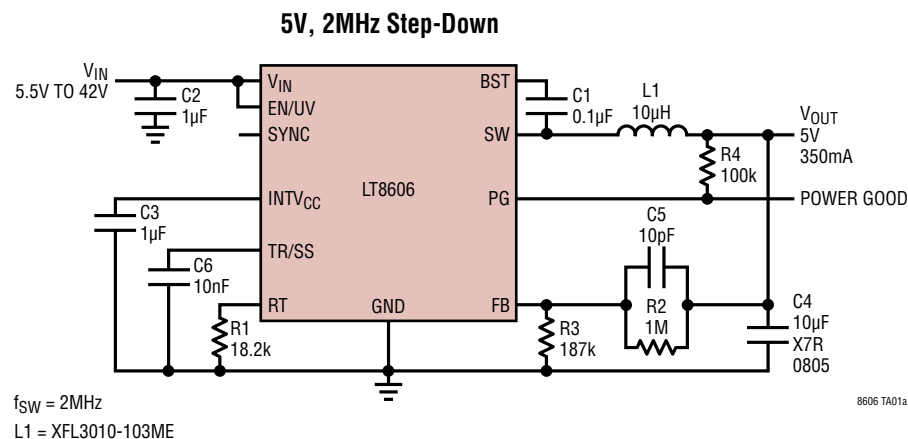 5V, 2MHz Step-Down
VIN
5.5V TO 42V
C2
1µF
VIN
EN/UV
SYNC
INTVCC
TR/SS
RT
LT8606
GND
BST
SW
PG
FB
C1
0.1µF
L1
10µH
VOUT
5V
350mA
R4
100k
POWER GOOD
C3
1µF
C6
10nF
R1
18.2k
C5
10pF
R2
1M
R3
187k
C4
10µF
X7R
0805
fSW = 2MHz
L1 = XFL3010-103ME
8606 TA01a